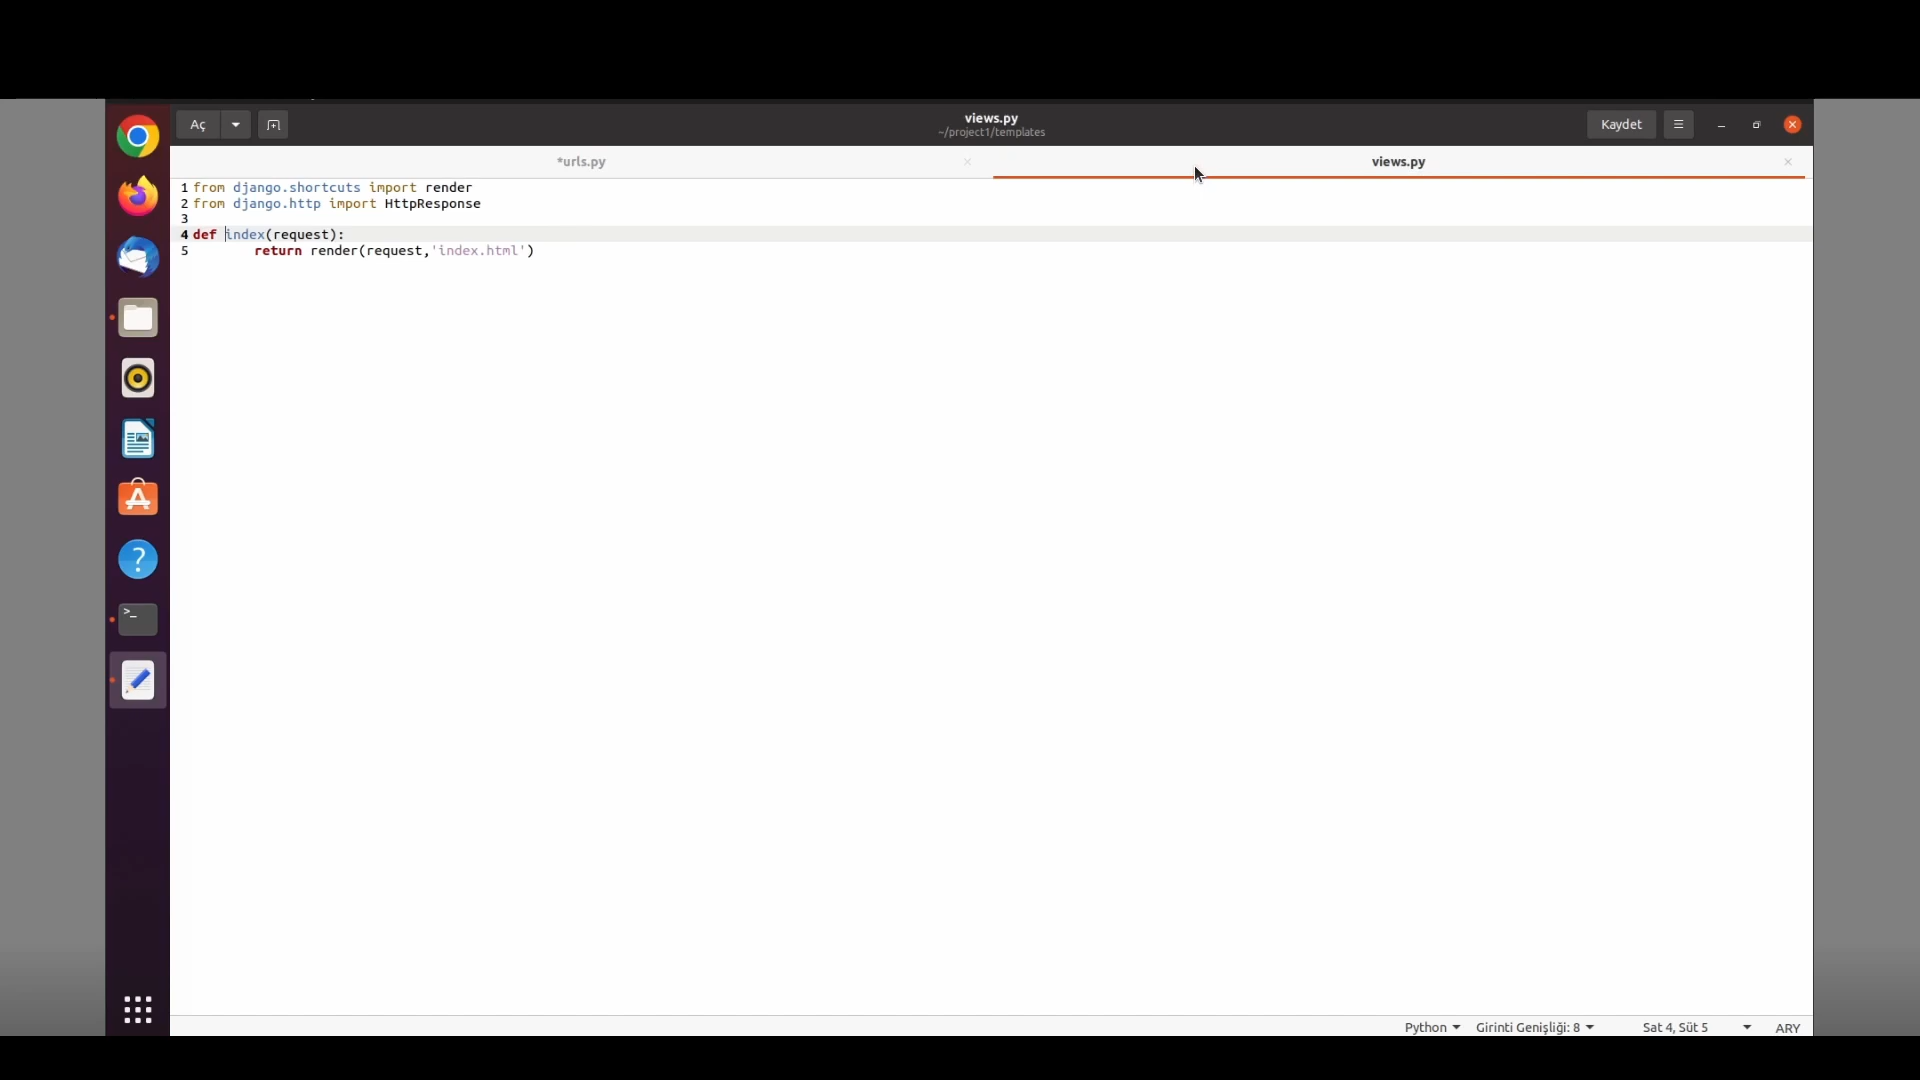 Aç
views.py
~/project1/templates
Kaydet
*urls.py
views.py
1 from django.shortcuts import render
2 from django.http import HttpResponse
3
4 def index(request):
5 return render(request,'index.html')
Python
Girinti Genişliği: 8
Sat 4, Süt 5
ARY